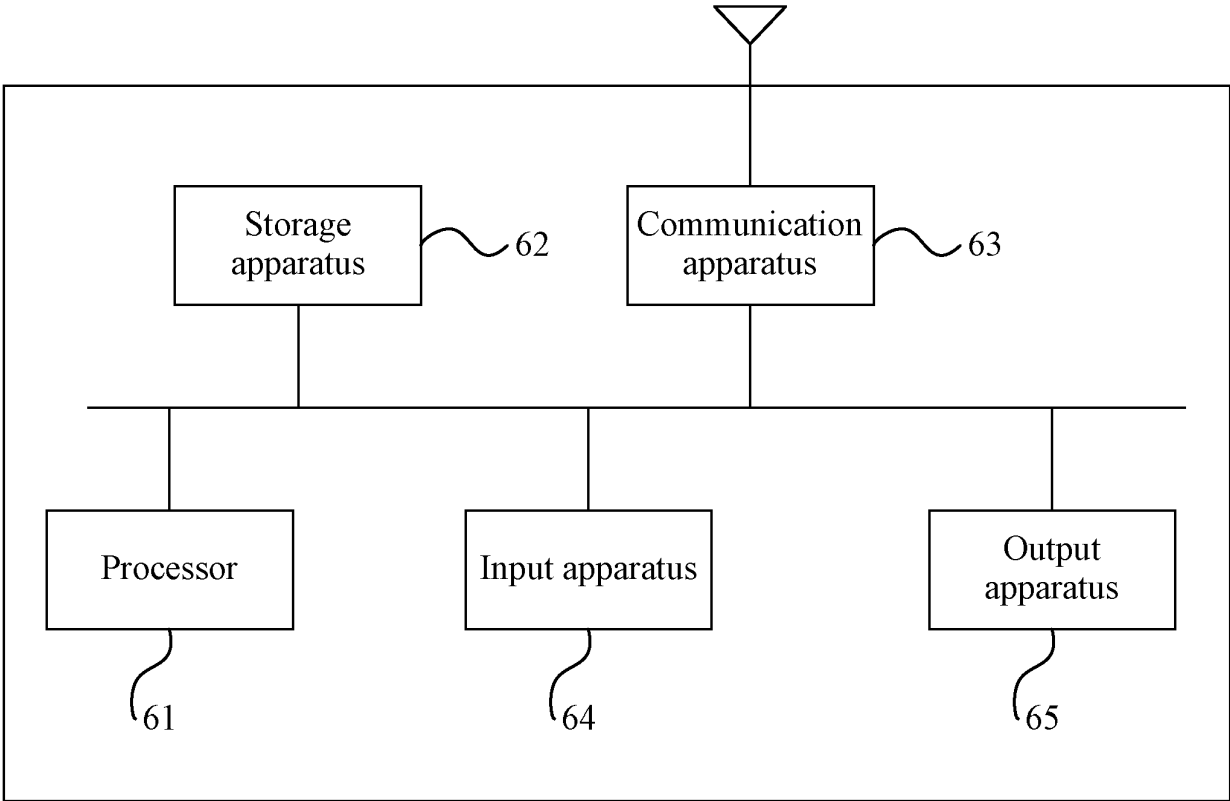 Storage
apparatus
62
Communication
apparatus
63
Processor
Input apparatus
Output
apparatus
61
64
65